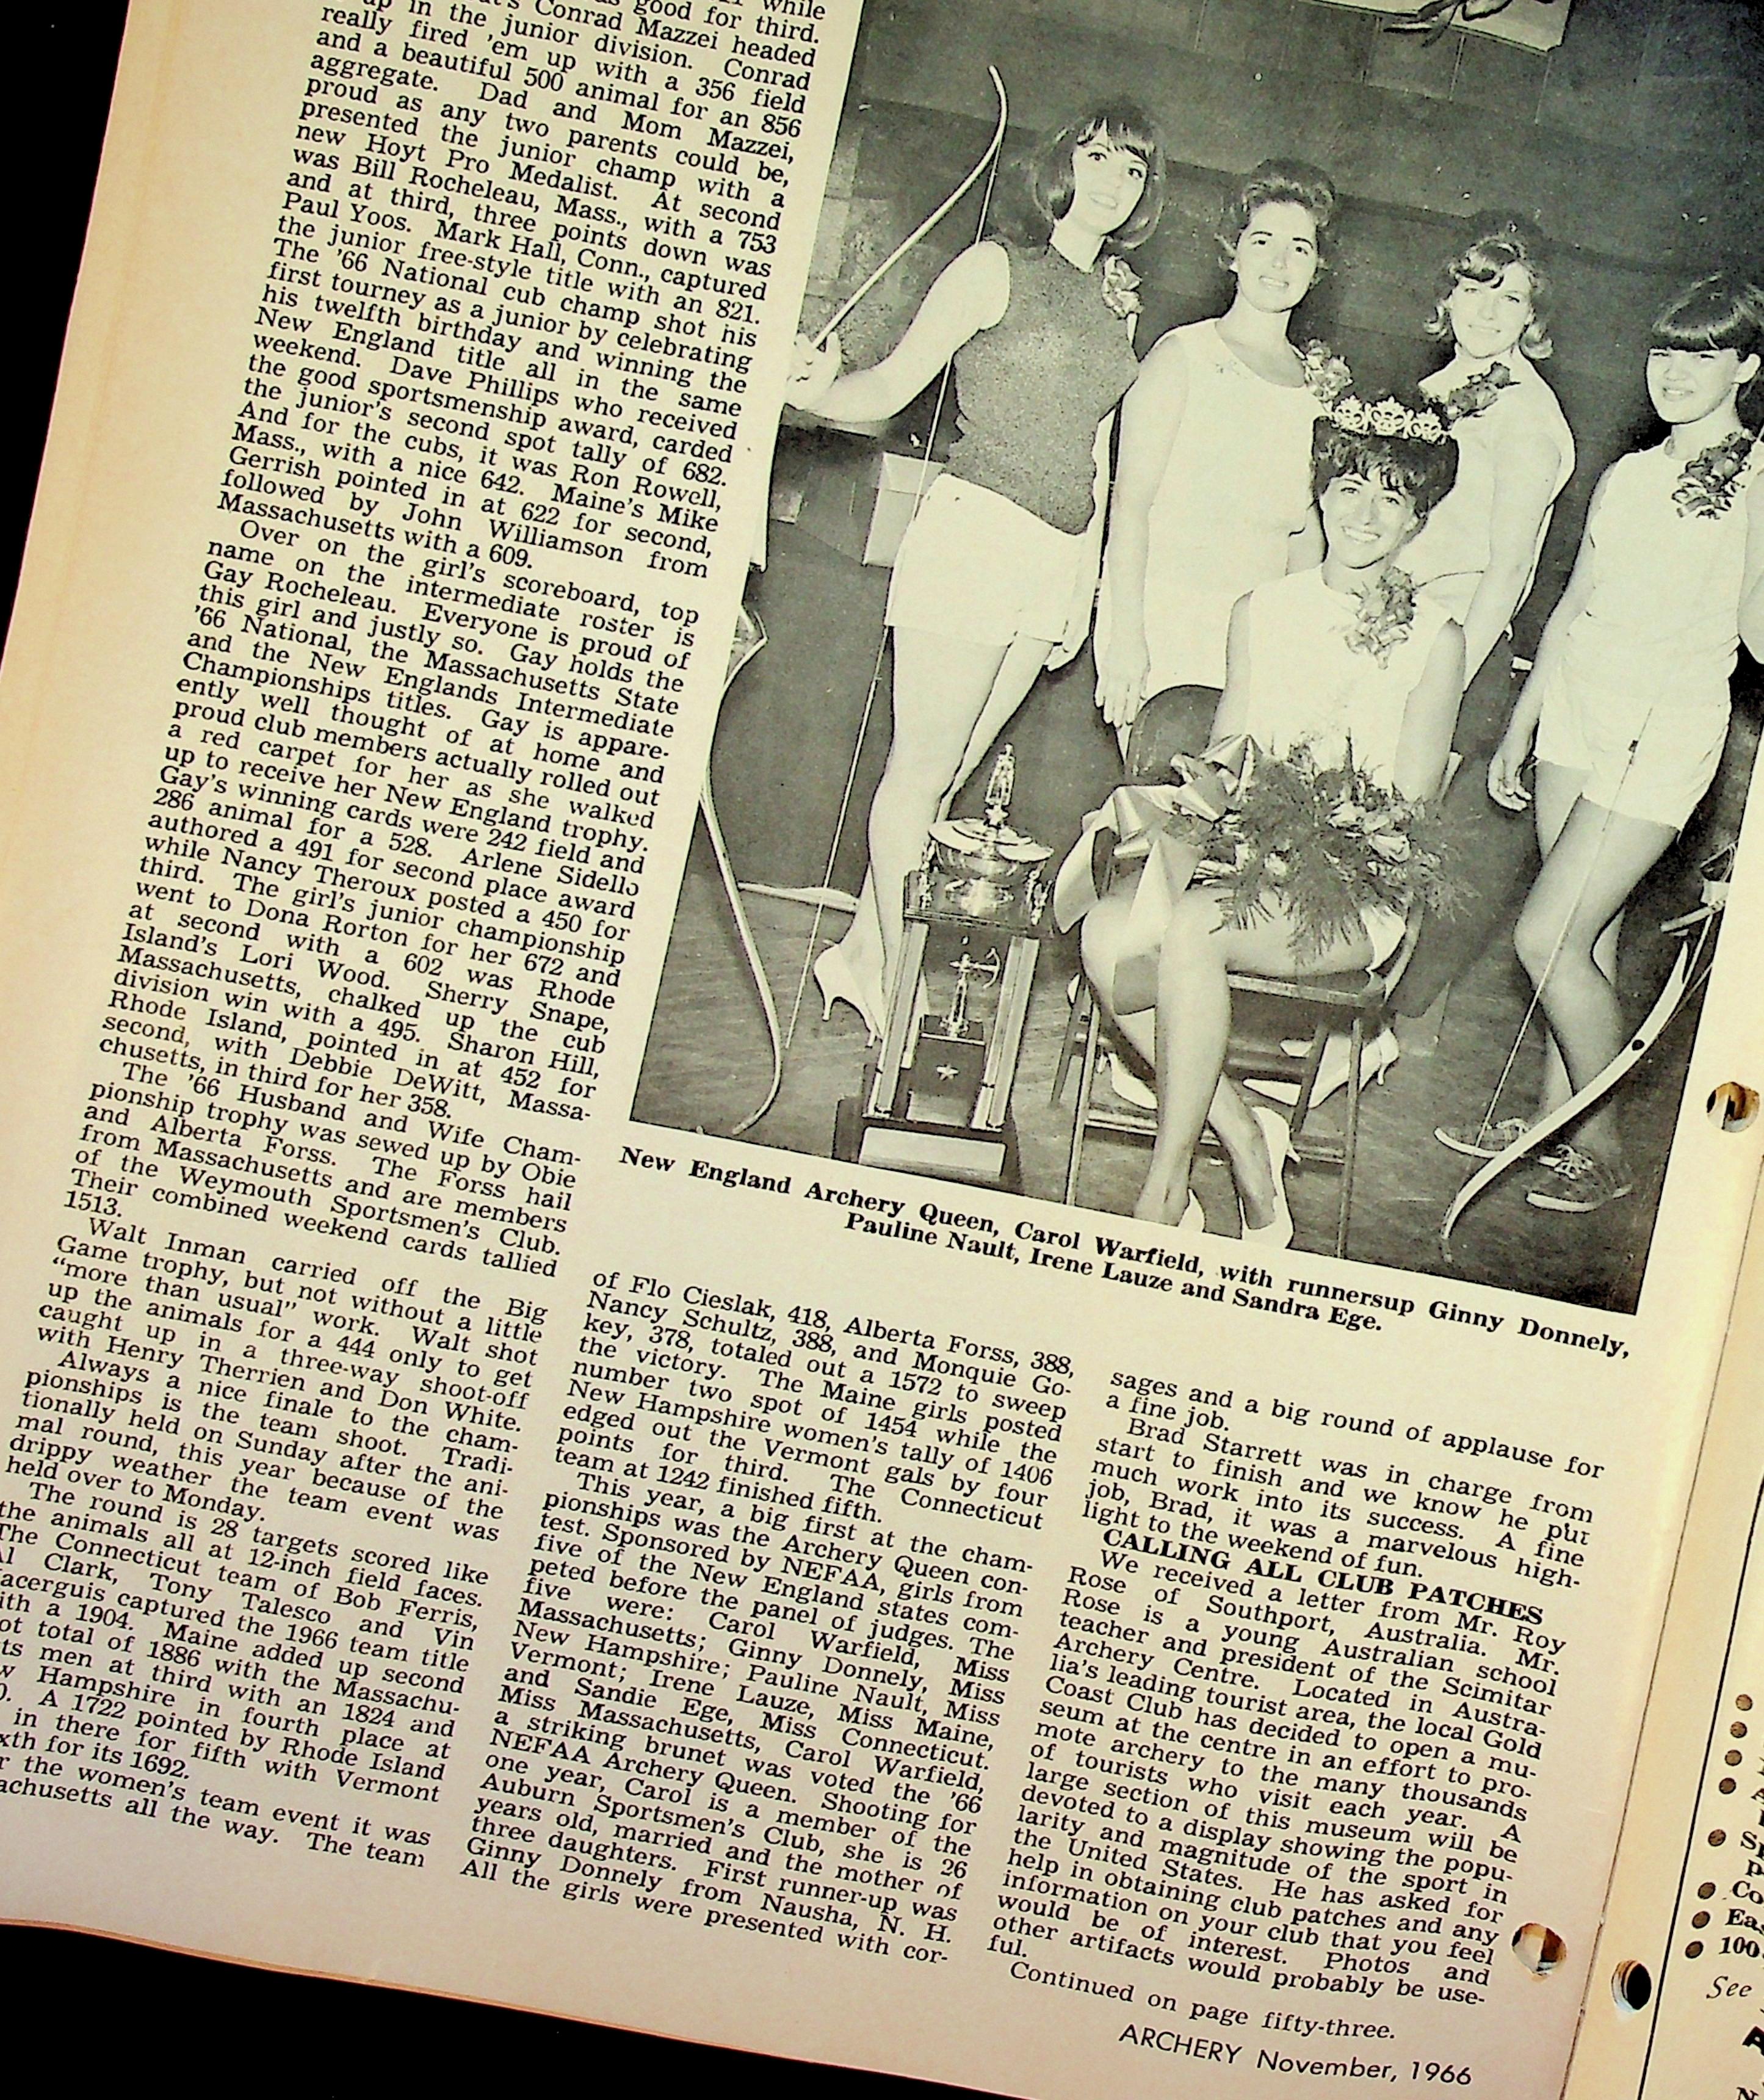 while
good for third.
Conrad Mazzei headed
up in the junior division. Conrad
really fired 'em up with a 356 field
and a beautiful 500 animal for an 856
aggregate. Dad and Mom Mazzei,
proud as any two parents could be,
presented the junior champ with a
new Hoyt Pro Medalist. At second
was Bill Rocheleau, Mass., with a 753
and at third, three points down was
Paul Yoos. Mark Hall, Conn., captured
the junior free-style title with an 821.
The '66 National cub champ shot his
first tourney as a junior by celebrating
his twelfth birthday and winning the
New England title all in the same
weekend. Dave Phillips who received
the good sportsmenship award, carded
the junior's second spot tally of 682.
And for the cubs, it was Ron Rowell,
Mass., with a nice 642. Maine's Mike
Gerrish pointed in at 622 for second,
followed by John Williamson from
Massachusetts with a 609.
Over on the girl's scoreboard, top
name on the intermediate roster is
Gay Rocheleau. Everyone is proud of
this girl and justly so. Gay holds the
'66 National, the Massachusetts State
and the New Englands Intermediate
Championships titles. Gay is appare-
ently well thought of at home and
proud club members actually rolled out
a red carpet for her as she walked
up to receive her New England trophy.
Gay's winning cards were 242 field and
286 animal for a 528. Arlene Sidello
authored a 491 for second place award
while Nancy Theroux posted a 450 for
third. The girl's junior championship
went to Dona Rorton for her 672 and
at second with a 602 was Rhode
Island's Lori Wood. Sherry Snape,
Massachusetts, chalked up the cub
division win with a 495. Sharon Hill,
Rhode Island, pointed in at 452 for
second, with Debbie DeWitt, Massa-
chusetts, in third for her 358.
The '66 Husband and Wife Cham-
pionship trophy was sewed up by Obie
and Alberta Forss. The Forss hail
from Massachusetts and are members
of the Weymouth Sportsmen's Club.
Their combined weekend cards tallied
1513.
Walt Inman carried off the Big
Game trophy, but not without a little
"more than usual" work. Walt shot
up the animals for a 444 only to get
caught up in a three-way shoot-off
with Henry Therrien and Don White.
Always a nice finale to the cham-
pionships is the team shoot. Tradi-
tionally held on Sunday after the ani-
mal round, this year because of the
drippy weather the team event was
held over to Monday.
The round is 28 targets scored like
the animals all at 12-inch field faces.
The Connecticut team of Bob Ferris,
Al Clark, Tony Talesco and Vin
acerguis captured the 1966 team title
ith a 1904. Maine added up second
ot total of 1886 with the Massachu-
ts men at third with an 1824 and
w Hampshire in fourth place at
0. A 1722 pointed by Rhode Island
in there for fifth with Vermont
xth for its 1692.
r the women's team event it was
achusetts all the way. The team
New England Archery Queen, Carol Warfield, with runnersup Ginny Donnely,
Pauline Nault, Irene Lauze and Sandra Ege.
of Flo Cieslak, 418, Alberta Forss, 388,
Nancy Schultz, 388, and Monquie Go-
key, 378, totaled out a 1572 to sweep
the victory. The Maine girls posted
number two spot of 1454 while the
New Hampshire women's tally of 1406
edged out the Vermont gals by four
points for third. The Connecticut
team at 1242 finished fifth.
This year, a big first at the cham-
pionships was the Archery Queen con-
test. Sponsored by NEFAA, girls from
five of the New England states com-
peted before the panel of judges. The
five were: Carol Warfield, Miss
Massachusetts; Ginny Donnely, Miss
New Hampshire; Pauline Nault, Miss
Vermont; Irene Lauze, Miss Maine,
and Sandie Ege, Miss Connecticut.
Miss Massachusetts, Carol Warfield,
a striking brunet was voted the '66
NEFAA Archery Queen. Shooting for
one year, Carol is a member of the
Auburn Sportsmen's Club, she is 26
years old, married and the mother of
three daughters. First runner-up was
Ginny Donnely from Nausha, N. H.
All the girls were presented with cor-
sages and a big round of applause for
a fine job.
Brad Starrett was in charge from
start to finish and we know he put
much work into its success. A fine
job, Brad, it was a marvelous high-
light to the weekend of fun.
CALLING ALL CLUB PATCHES
We received a letter from Mr. Roy
Rose of Southport, Australia. Mr.
Rose is a young Australian school
teacher and president of the Scimitar
Archery Centre. Located in Austra-
lia's leading tourist area, the local Gold
Coast Club has decided to open a mu-
seum at the centre in an effort to pro-
mote archery to the many thousands
of tourists who visit each year. A
large section of this museum will be
devoted to a display showing the popu-
larity and magnitude of the sport in
the United States. He has asked for
help in obtaining club patches and any
information on your club that you feel
would be of interest. Photos and
other artifacts would probably be use-
ful.
Continued on page fifty-three.
ARCHERY November, 1966
Co
Eas
100
See